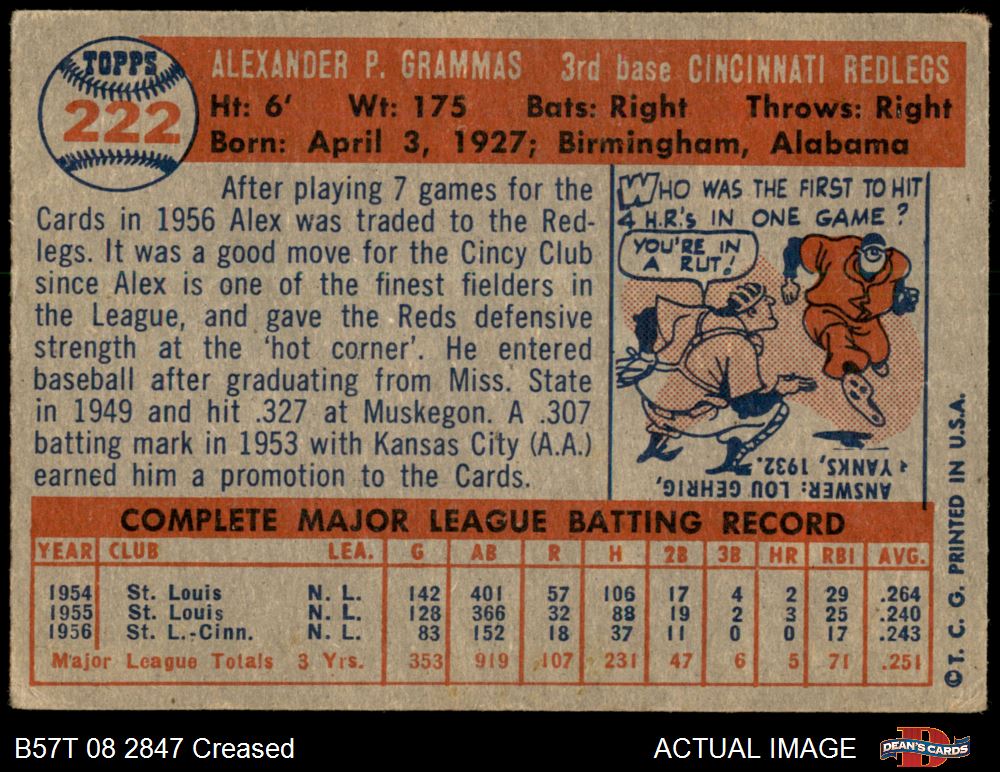 TOPPS
222
ALEXANDER P. GRAMMAS 3rd base CINCINNATI REDLEGS
Ht: 6' Wt: 175 Bats: Right Throws: Right
Born: April 3, 1927; Birmingham, Alabama
After playing 7 games for the
Cards in 1956 Alex was traded to the Red-
legs. It was a good move for the Cincy Club
since Alex is one of the finest fielders in
the League, and gave the Reds defensive
strength at the 'hot corner'. He entered
baseball after graduating from Miss. State
in 1949 and hit .327 at Muskegon. A .307
batting mark in 1953 with Kansas City (A.A.)
earned him a promotion to the Cards.
WHO WAS THE FIRST TO HIT
4 H.R.'s IN ONE GAME?
YOU'RE IN
A RUT!
ANSWER: LOU GEHRIG,
YANKS, 1932.
COMPLETE MAJOR LEAGUE BATTING RECORD
YEAR CLUB LEA. G AB R H 2B 3B HR RBI AVG.
1954 St. Louis N. L. 142 401 57 106 17 4 2 29 .264
1955 St. Louis N. L. 128 366 32 88 19 2 3 25 .240
1956 St. L.-Cinn. N. L. 83 152 18 37 11 0 0 17 .243
Major League Totals 3 Yrs. 353 919 107 231 47 6 5 71 .251
©T. C. G. PRINTED IN U.S.A.
B57T 08 2847 Creased
ACTUAL IMAGE
DEAN'S CARDS